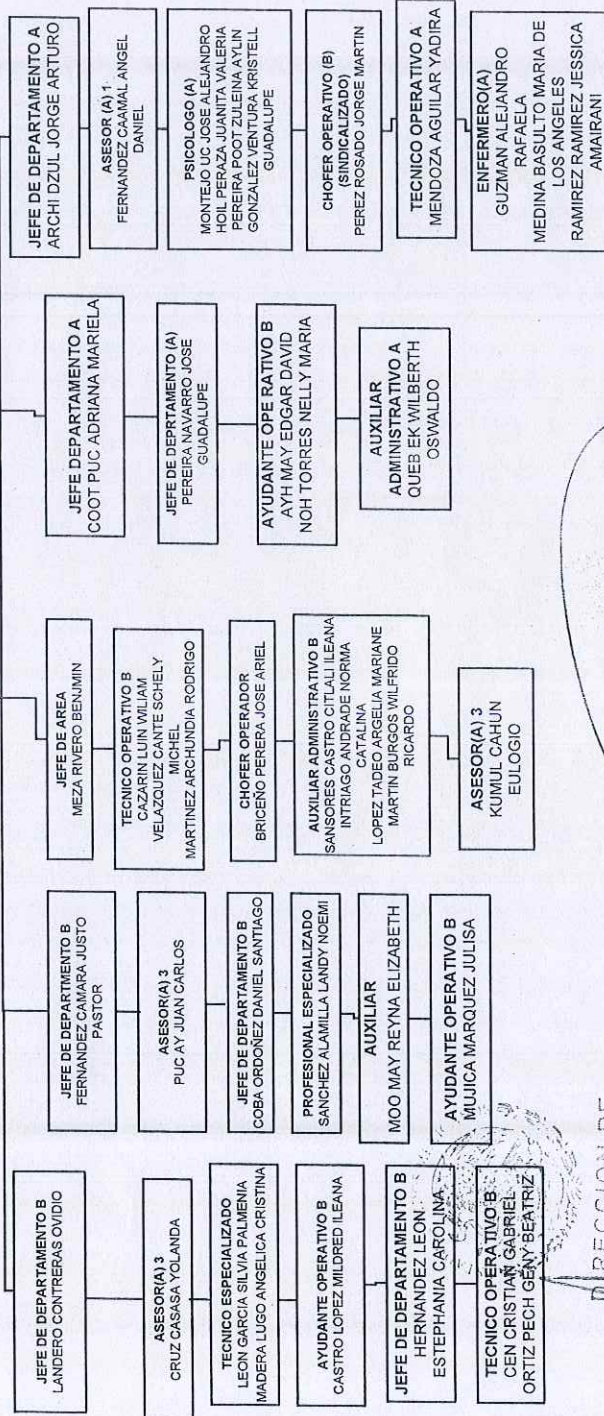 JEFE DE DEPARTAMENTO B
LANDERO CONTRERAS OVIDIO
ASESOR(A) 3
CRUZ CASASA YOLANDA
TECNICO ESPECIALIZADO
LEON GARCIA SILVIA PALMENIA
MADERA LUGO ANGELICA CRISTINA
AYUDANTE OPERATIVO B
CASTRO LOPEZ MILDRED ILEANA
JEFE DE DEPARTAMENTO B
HERNANDEZ LEON
ESTEPHANIA CAROLINA
TECNICO OPERATIVO B
CEN CRISTIAN GABRIEL
ORTIZ PECH GENY BEATRIZ
DIRECCION DE
JEFE DE DEPARTMENTO B
FERNANDEZ CAMARA JUSTO
PASTOR
ASESOR(A) 3
PUC AY JUAN CARLOS
JEFE DE DEPARTAMENTO B
COBA ORDOÑEZ DANIEL SANTIAGO
PROFESIONAL ESPECIALIZADO
SANCHEZ ALAMILLA LANDY NOEMI
AUXILIAR
MOO MAY REYNA ELIZABETH
AYUDANTE OPERATIVO B
MUJICA MARQUEZ JULISA
JEFE DE AREA
MEZA RIVERO BENJMIN
TECNICO OPERATIVO B
CAZARIN LUIN WILIAM
VELAZQUEZ CANTE SCHELY
MICHEL
MARTINEZ ARCHUNDIA RODRIGO
CHOFER OPERADOR
BRICEÑO PERERA JOSE ARIEL
AUXILIAR ADMINISTRATIVO B
SANSORES CASTRO CITLALI ILEANA
INTRIAGO ANDRADE NORMA
CATALINA
LOPEZ TADEO ARGELIA MARIANE
MARTIN BURGOS WILFRIDO
RICARDO
ASESOR(A) 3
KUMUL CAHUN
EULOGIO
JEFE DEPARTAMENTO A
COOT PUC ADRIANA MARIELA
JEFE DE DEPRTAMENTO (A)
PEREIRA NAVARRO JOSE
GUADALUPE
AYUDANTE OPERATIVO B
AYH MAY EDGAR DAVID
NOH TORRES NELLY MARIA
AUXILIAR
ADMINISTRATIVO A
QUEB EK WILBERTH
OSWALDO
JEFE DE DEPARTAMENTO A
ARCHI DZUL JORGE ARTURO
ASESOR (A) 1
FERNANDEZ CAAMAL ANGEL
DANIEL
PSICOLOGO (A)
MONTEJO UC JOSE ALEJANDRO
HOIL PERAZA JUANITA VALERIA
PEREIRA POOT ZULEINA AYLIN
GONZALEZ VENTURA KRISTELL
GUADALUPE
CHOFER OPERATIVO (B)
(SINDICALIZADO)
PEREZ ROSADO JORGE MARTIN
TECNICO OPERATIVO A
MENDOZA AGUILAR YADIRA
ENFERMERO(A)
GUZMAN ALEJANDRO
RAFAELA
MEDINA BASULTO MARIA DE
LOS ANGELES
RAMIREZ RAMIREZ JESSICA
AMAIRANI